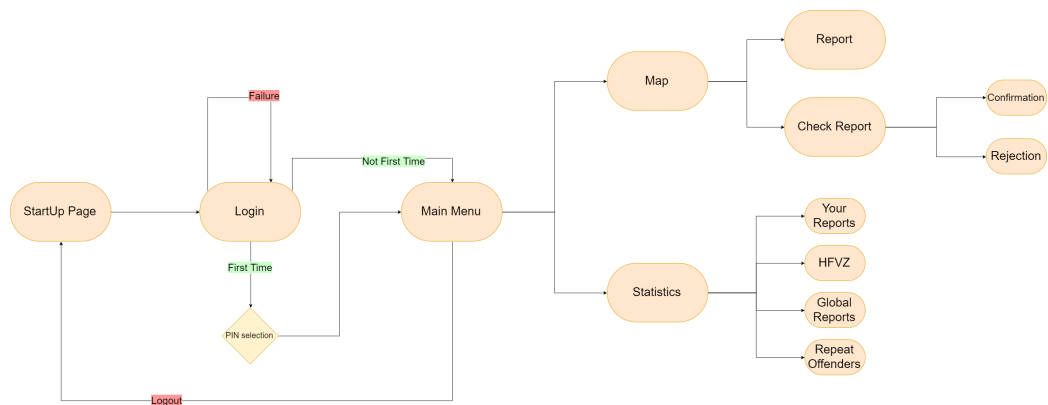 Failure
Not First Time
StartUp Page
Login
Main Menu
First Time
PIN selection
Logout
Map
Report
Check Report
Confirmation
Rejection
Statistics
Your
Reports
HFVZ
Global
Reports
Repeat
Offenders